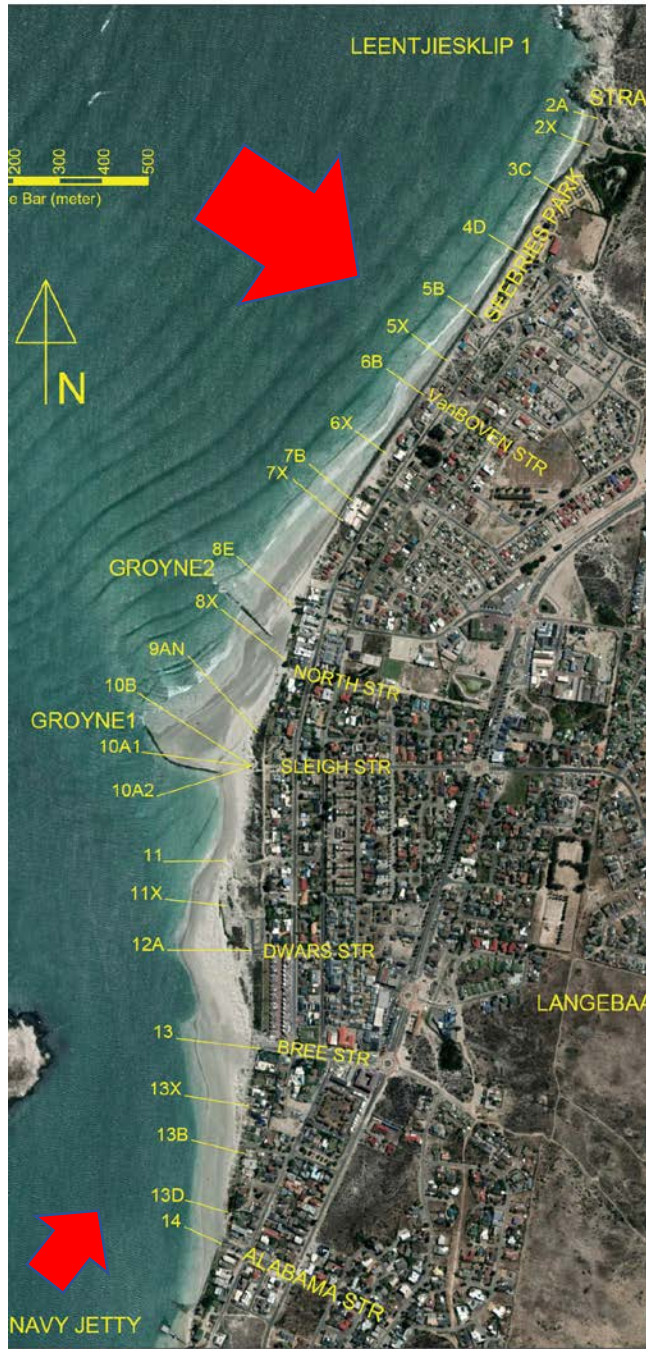 LEENTJIESKLIP 1
STRA
2A
2X
200 300 400 500
e Bar (meter)
3C
SEEBRIES PARK
4D
5B
5X
N
6B
VanBOVEN STR
6X
7B
7X
8E
GROYNE2
8X
9AN
NORTH STR
10B
GROYNE1
10A1
SLEIGH STR
10A2
11
11X
12A
DWARS STR
LANGEBAA
13
BREE STR
13X
13B
13D
14
ALABAMA STR
NAVY JETTY